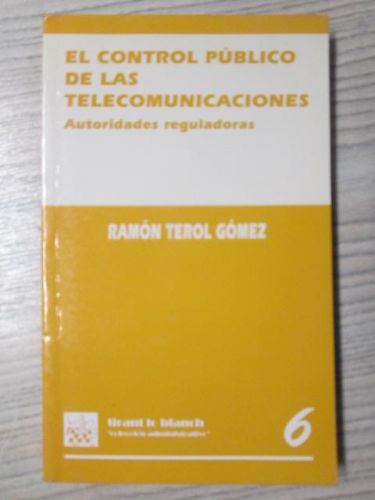 EL CONTROL PÚBLICO
DE LAS
TELECOMUNICACIONES
Autoridades reguladoras
RAMÓN TEROL GÓMEZ
tirant lo blanch
"colección administrativo"
6